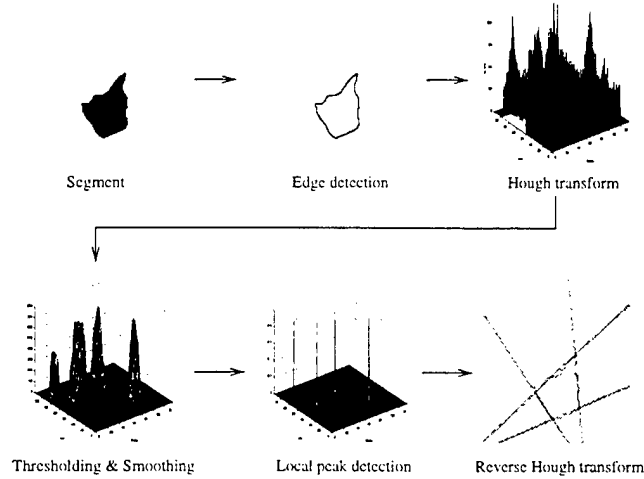 Segment
Edge detection
Hough transform
Thresholding & Smoothing
Local peak detection
Reverse Hough transform